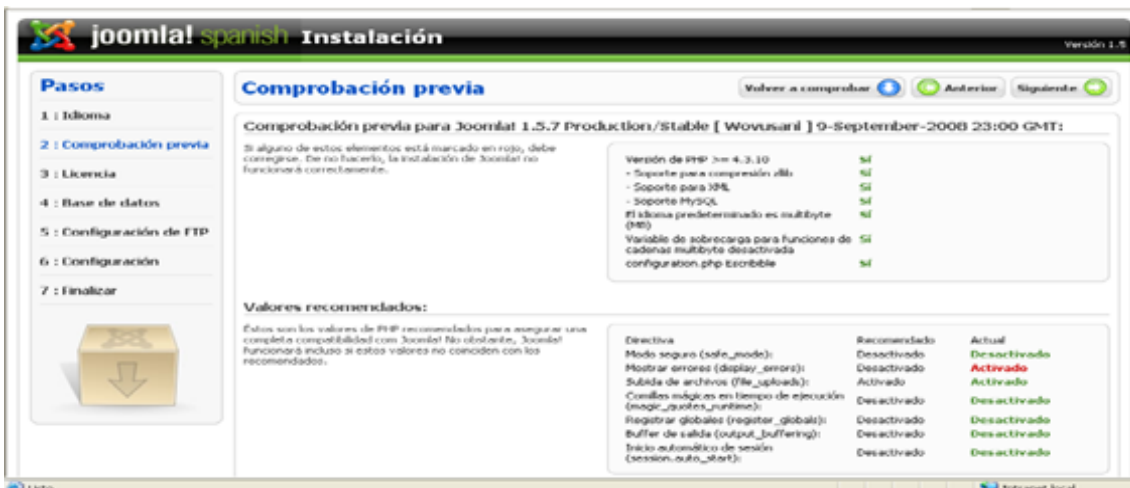 joomla! spanish Instalación
Versión 1.5
Pasos
1 : Idioma
2 : Comprobación previa
3 : Licencia
4 : Base de datos
5 : Configuración de FTP
6 : Configuración
7 : Finalizar
Comprobación previa
Volver a comprobar
Anterior
Siguiente
Comprobación previa para Joomla! 1.5.7 Production/Stable [ Wovusani ] 9-September-2008 23:00 GMT:
Si alguno de estos elementos está marcado en rojo, debe
corregirse. De no hacerlo, la instalación de Joomla! no
funcionará correctamente.
Versión de PHP >= 4.3.10 Sí
- Soporte para compresión zlib Sí
- Soporte para XML Sí
- Soporte MySQL Sí
El idioma predeterminado es multibyte Sí
(MB)
Variable de sobrecarga para funciones de Sí
cadenas multibyte desactivada
configuration.php Escribible Sí
Valores recomendados:
Éstos son los valores de PHP recomendados para asegurar una
completa compatibilidad con Joomla! No obstante, Joomla!
funcionará incluso si estos valores no coinciden con los
recomendados.
Directiva Recomendado Actual
Modo seguro (safe_mode): Desactivado Desactivado
Mostrar errores (display_errors): Desactivado Activado
Subida de archivos (file_uploads): Activado Activado
Comillas mágicas en tiempo de ejecución
(magic_quotes_runtime): Desactivado Desactivado
Registrar globales (register_globals): Desactivado Desactivado
Buffer de salida (output_buffering): Desactivado Desactivado
Inicio automático de sesión
(session.auto_start): Desactivado Desactivado
Intranet local